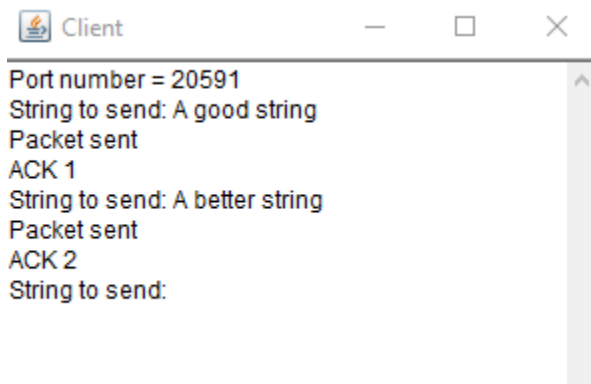 Client
Port number = 20591
String to send: A good string
Packet sent
ACK 1
String to send: A better string
Packet sent
ACK 2
String to send: